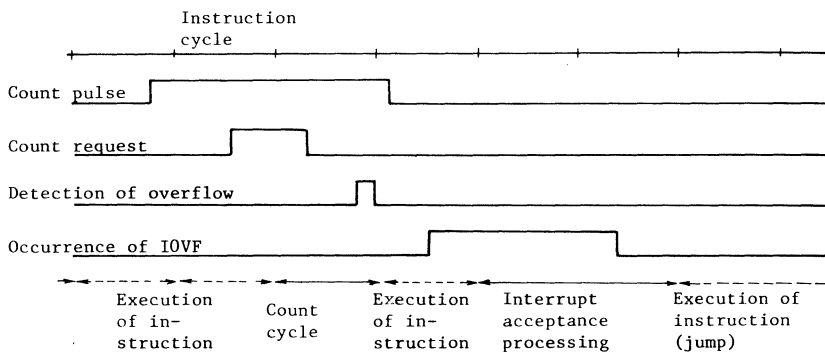 Instruction
cycle
Count pulse
Count request
Detection of overflow
Occurrence of IOVF
Execution
of in-
struction
Count
cycle
Execution
of in-
struction
Interrupt
acceptance
processing
Execution of
instruction
(jump)